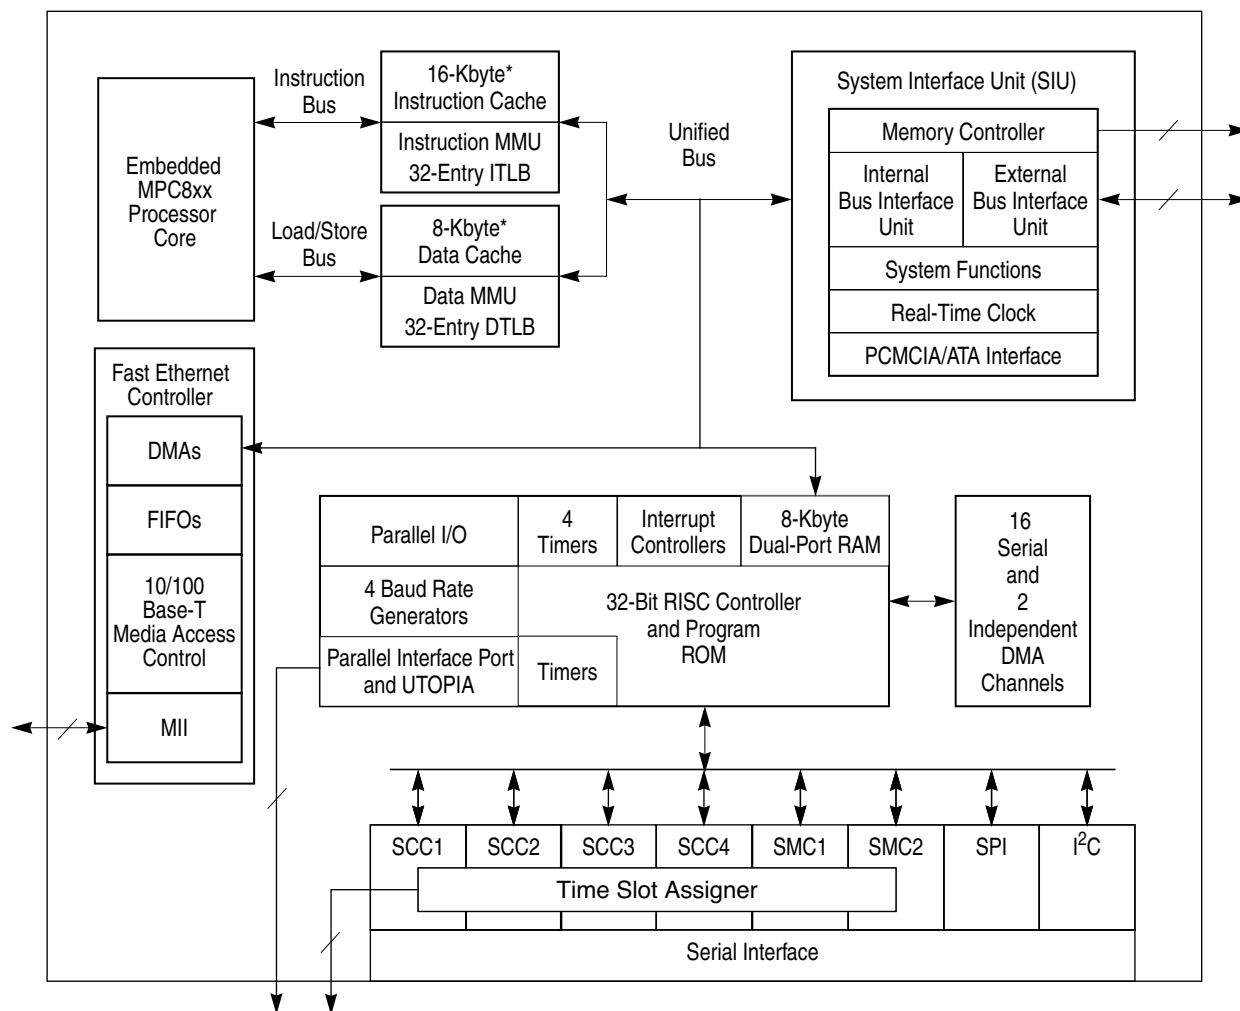 Embedded
MPC8xx
Processor
Core
Instruction
Bus
Load/Store
Bus
16-Kbyte*
Instruction Cache
Instruction MMU
32-Entry ITLB
8-Kbyte*
Data Cache
Data MMU
32-Entry DTLB
Unified
Bus
System Interface Unit (SIU)
Memory Controller
Internal
Bus Interface
Unit
External
Bus Interface
Unit
System Functions
Real-Time Clock
PCMCIA/ATA Interface
Fast Ethernet
Controller
DMAs
FIFOs
10/100
Base-T
Media Access
Control
MII
Parallel I/O
4
Timers
Interrupt
Controllers
8-Kbyte
Dual-Port RAM
4 Baud Rate
Generators
32-Bit RISC Controller
and Program
ROM
Parallel Interface Port
and UTOPIA
Timers
16
Serial
and
2
Independent
DMA
Channels
SCC1
SCC2
SCC3
SCC4
SMC1
SMC2
SPI
I²C
Time Slot Assigner
Serial Interface